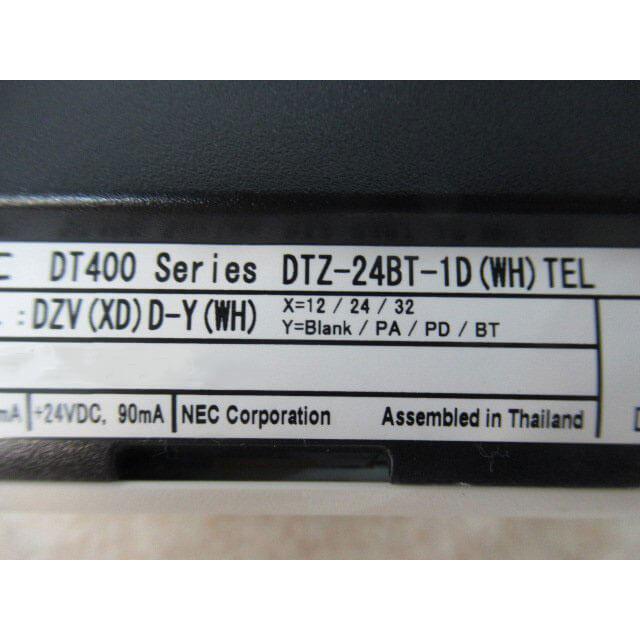 DT400 Series DTZ-24BT-1D(WH)TEL
: DZV(XD)D-Y(WH) X=12 / 24 / 32
Y=Blank / PA / PD / BT
mA +24VDC, 90mA NEC Corporation Assembled in Thailand